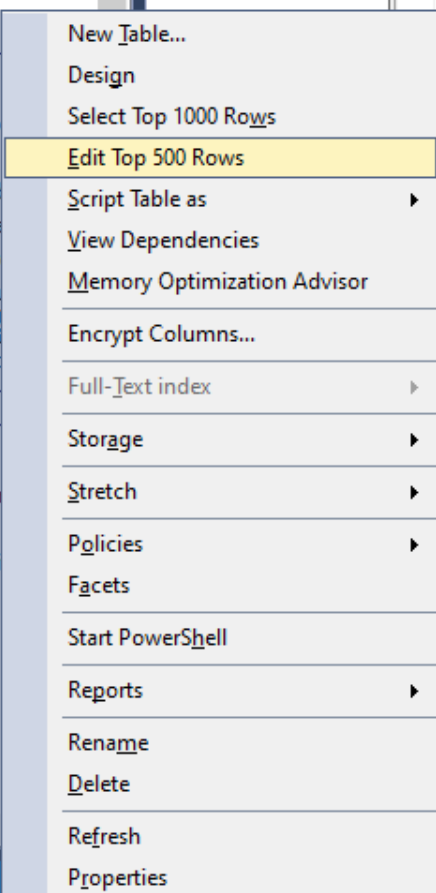 New Table...
Design
Select Top 1000 Rows
Edit Top 500 Rows
Script Table as
View Dependencies
Memory Optimization Advisor
Encrypt Columns...
Full-Text index
Storage
Stretch
Policies
Facets
Start PowerShell
Reports
Rename
Delete
Refresh
Properties